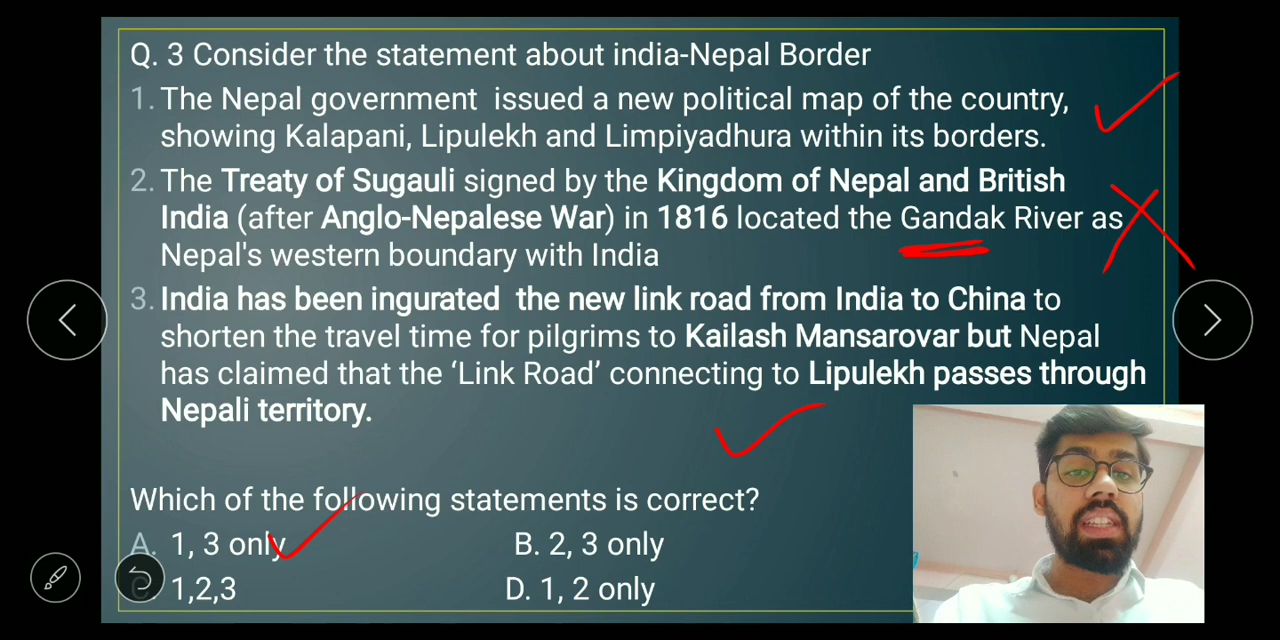 Q. 3 Consider the statement about india-Nepal Border
1. The Nepal government issued a new political map of the country,
showing Kalapani, Lipulekh and Limpiyadhura within its borders.
2. The Treaty of Sugauli signed by the Kingdom of Nepal and British
India (after Anglo-Nepalese War) in 1816 located the Gandak River as
Nepal's western boundary with India
3. India has been ingurated the new link road from India to China to
shorten the travel time for pilgrims to Kailash Mansarovar but Nepal
has claimed that the ‘Link Road’ connecting to Lipulekh passes through
Nepali territory.
Which of the following statements is correct?
A. 1, 3 only B. 2, 3 only
C 1,2,3 D. 1, 2 only